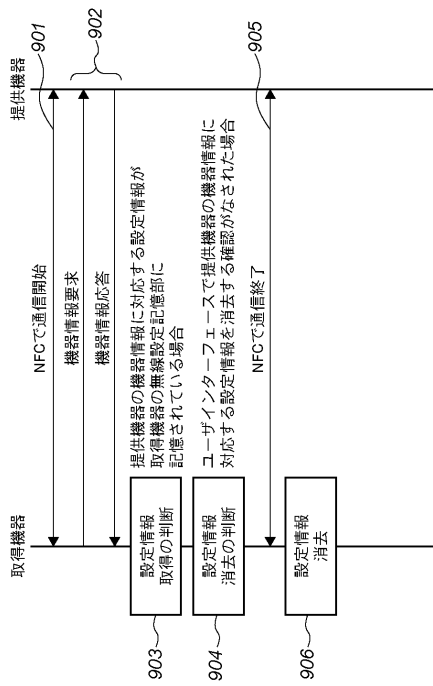 取得機器
提供機器
NFCで通信開始
901
機器情報要求
902
機器情報応答
設定情報
取得の判断
903
提供機器の機器情報に対応する設定情報が
取得機器の無線設定記憶部に
記憶されている場合
設定情報
消去の判断
904
ユーザインターフェースで提供機器の機器情報に
対応する設定情報を消去する確認がなされた場合
NFCで通信終了
905
設定情報
消去
906